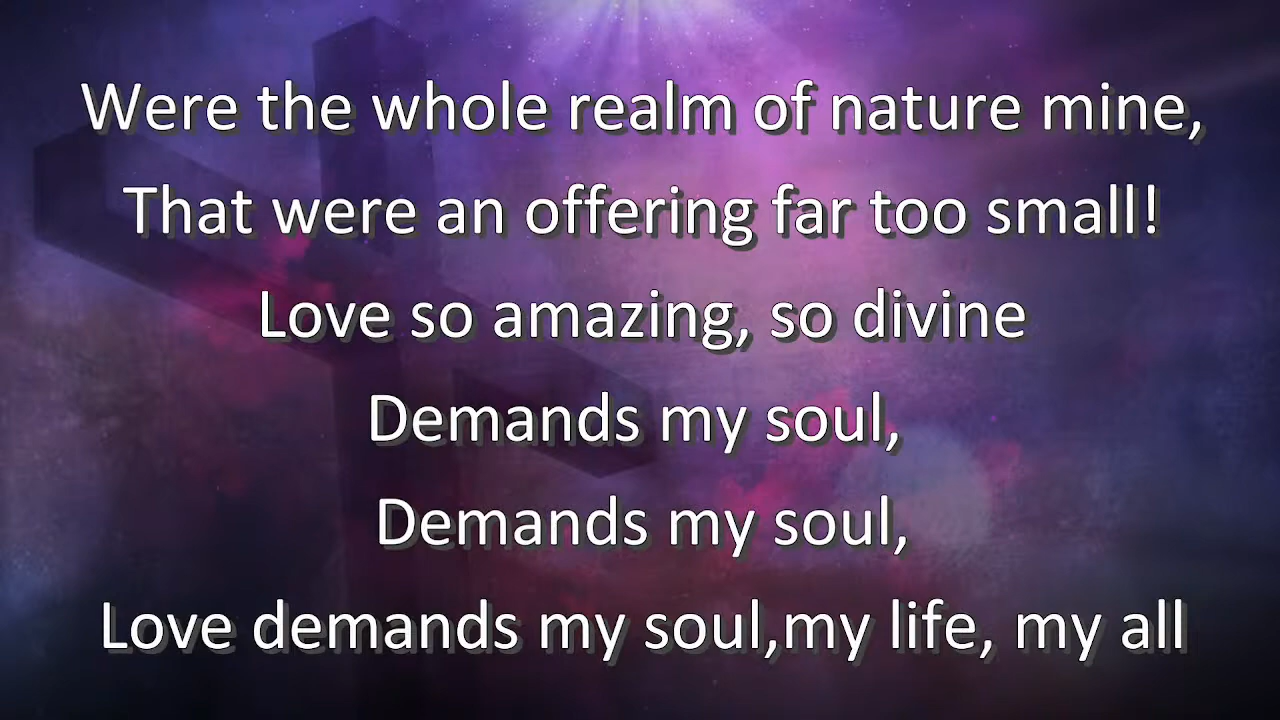 Were the whole realm of nature mine,
That were an offering far too small!
Love so amazing, so divine
Demands my soul,
Demands my soul,
Love demands my soul,my life, my all